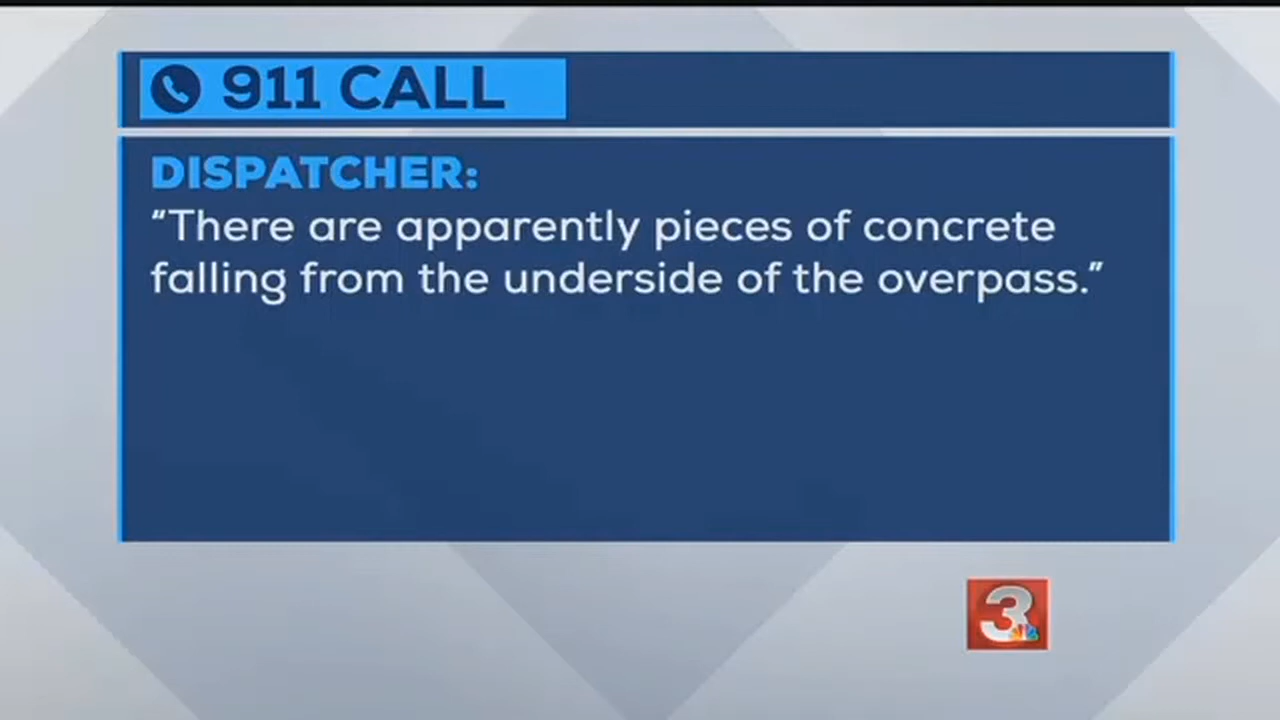 911 CALL
DISPATCHER:
“There are apparently pieces of concrete
falling from the underside of the overpass.”
3